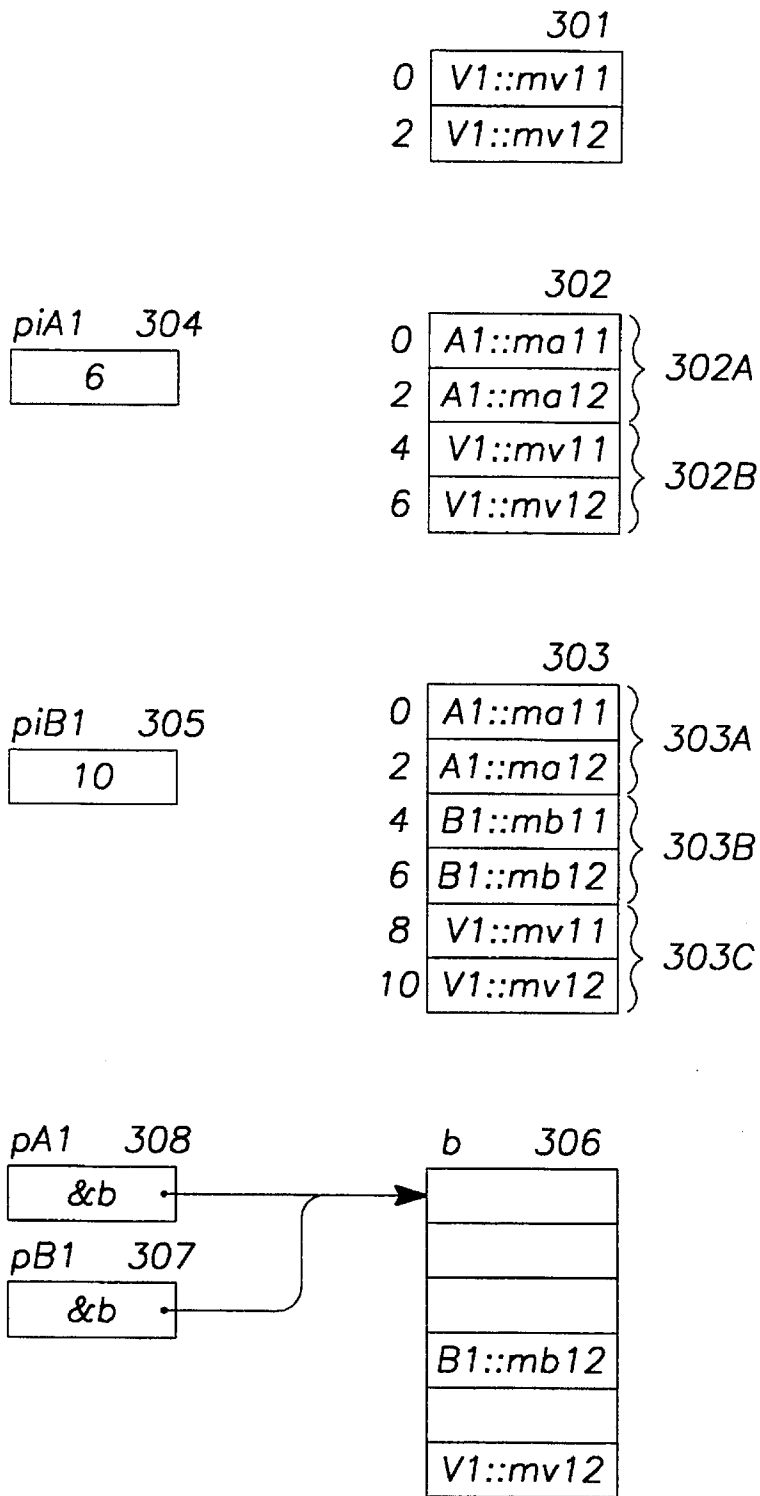 301
0 V1::mv11
2 V1::mv12
302
piA1 304
6
0 A1::ma11
2 A1::ma12
302A
4 V1::mv11
6 V1::mv12
302B
303
piB1 305
10
0 A1::ma11
2 A1::ma12
303A
4 B1::mb11
6 B1::mb12
303B
8 V1::mv11
10 V1::mv12
303C
pA1 308
&b
pB1 307
&b
b 306
B1::mb12
V1::mv12